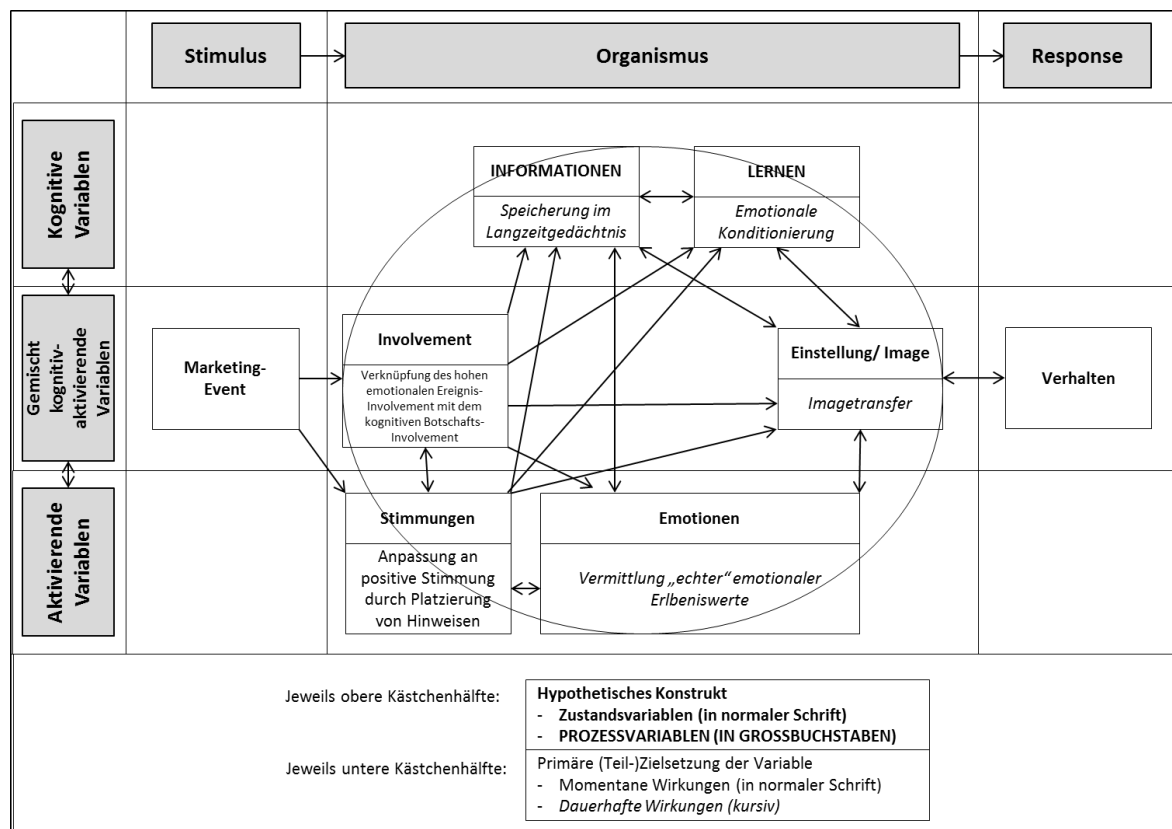 Stimulus
Organismus
Response
Kognitive
Variablen
INFORMATIONEN
Speicherung im
Langzeitgedächtnis
LERNEN
Emotionale
Konditionierung
Gemischt
kognitiv-
aktivierende
Variablen
Marketing-
Event
Involvement
Verknüpfung des hohen
emotionalen Ereignis-
Involvement mit dem
kognitiven Botschafts-
Involvement
Einstellung/ Image
Imagetransfer
Verhalten
Aktivierende
Variablen
Stimmungen
Anpassung an
positive Stimmung
durch Platzierung
von Hinweisen
Emotionen
Vermittlung „echter“ emotionaler
Erlbeniswerte
Jeweils obere Kästchenhälfte:
Hypothetisches Konstrukt
- Zustandsvariablen (in normaler Schrift)
- PROZESSVARIABLEN (IN GROSSBUCHSTABEN)
Jeweils untere Kästchenhälfte:
Primäre (Teil-)Zielsetzung der Variable
- Momentane Wirkungen (in normaler Schrift)
- Dauerhafte Wirkungen (kursiv)